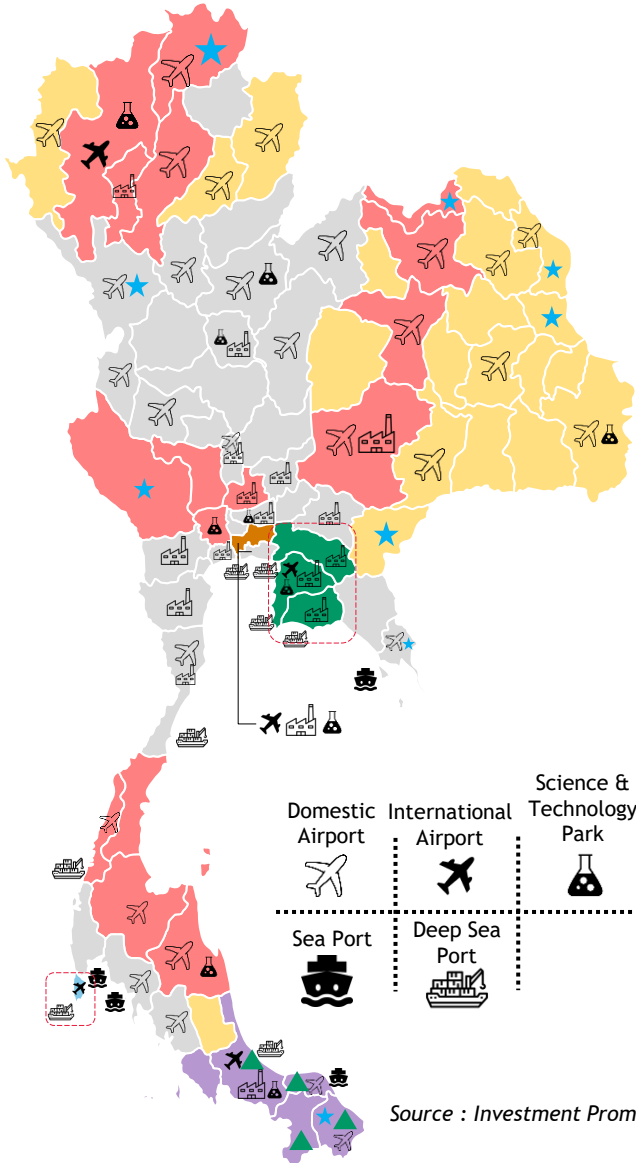 Domestic
Airport
International
Airport
Science &
Technology
Park
Sea Port
Deep Sea
Port
Source : Investment Prom